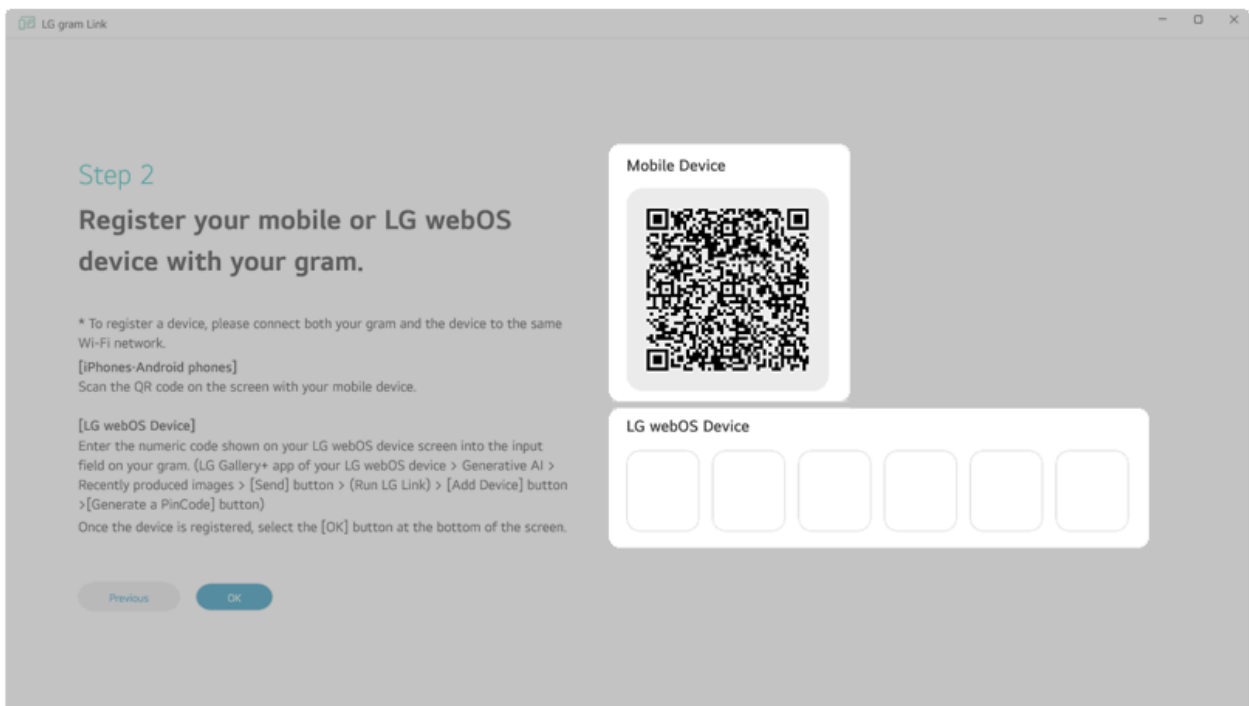 LG gram Link
Step 2
Register your mobile or LG webOS
device with your gram.
* To register a device, please connect both your gram and the device to the same
Wi-Fi network.
[iPhones·Android phones]
Scan the QR code on the screen with your mobile device.
[LG webOS Device]
Enter the numeric code shown on your LG webOS device screen into the input
field on your gram. (LG Gallery+ app of your LG webOS device > Generative AI >
Recently produced images > [Send] button > (Run LG Link) > [Add Device] button
>[Generate a PinCode] button)
Once the device is registered, select the [OK] button at the bottom of the screen.
Previous
OK
Mobile Device
LG webOS Device